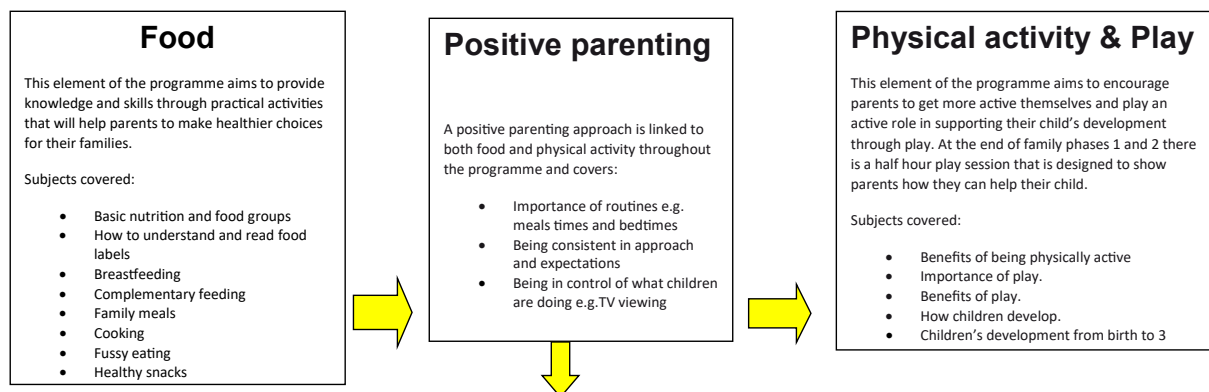 Food
This element of the programme aims to provide
knowledge and skills through practical activities
that will help parents to make healthier choices
for their families.
Subjects covered:
• Basic nutrition and food groups
• How to understand and read food
labels
• Breastfeeding
• Complementary feeding
• Family meals
• Cooking
• Fussy eating
• Healthy snacks
Positive parenting
A positive parenting approach is linked to
both food and physical activity throughout
the programme and covers:
• Importance of routines e.g.
meals times and bedtimes
• Being consistent in approach
and expectations
• Being in control of what children
are doing e.g.TV viewing
Physical activity & Play
This element of the programme aims to encourage
parents to get more active themselves and play an
active role in supporting their child’s development
through play. At the end of family phases 1 and 2 there
is a half hour play session that is designed to show
parents how they can help their child.
Subjects covered:
• Benefits of being physically active
• Importance of play.
• Benefits of play.
• How children develop.
• Children’s development from birth to 3